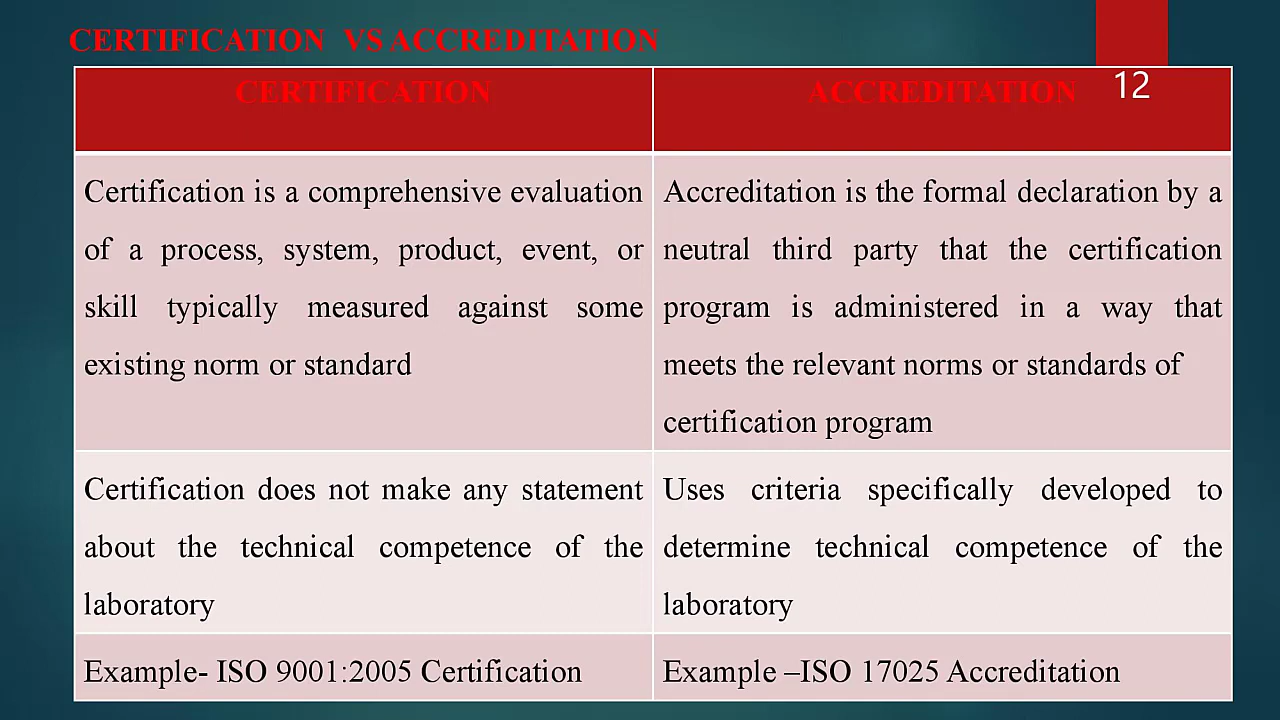 CERTIFICATION VS ACCREDITATION
12
CERTIFICATION
ACCREDITATION
Certification is a comprehensive evaluation
of a process, system, product, event, or
skill typically measured against some
existing norm or standard
Accreditation is the formal declaration by a
neutral third party that the certification
program is administered in a way that
meets the relevant norms or standards of
certification program
Certification does not make any statement
about the technical competence of the
laboratory
Uses criteria specifically developed to
determine technical competence of the
laboratory
Example- ISO 9001:2005 Certification
Example –ISO 17025 Accreditation